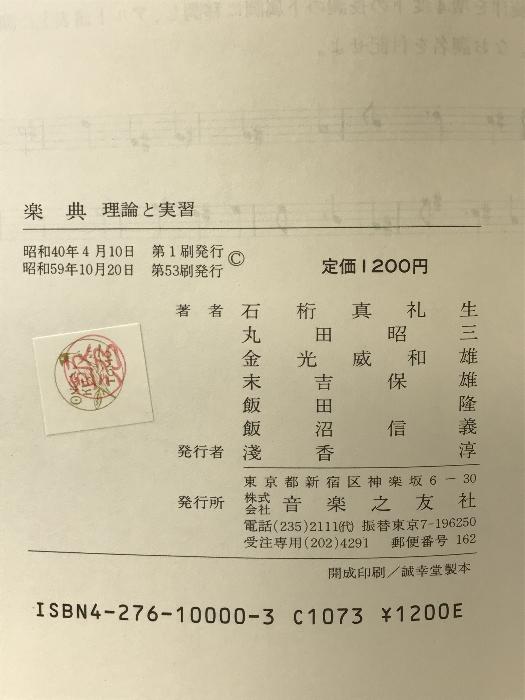 楽典 理論と実習
昭和40年4月10日 第1刷発行
昭和59年10月20日 第53刷発行 ©
定価1200円
著者 石桁真礼生
丸田昭三
金光威和雄
末吉保雄
飯田隆
飯沼信義
発行者 淺香淳
東京都新宿区神楽坂6-30
発行所 株式会社 音楽之友社
電話(235)2111(代) 振替東京7-196250
受注専用(202)4291 郵便番号 162
開成印刷/誠幸堂製本
ISBN4-276-10000-3 C1073 ¥1200E